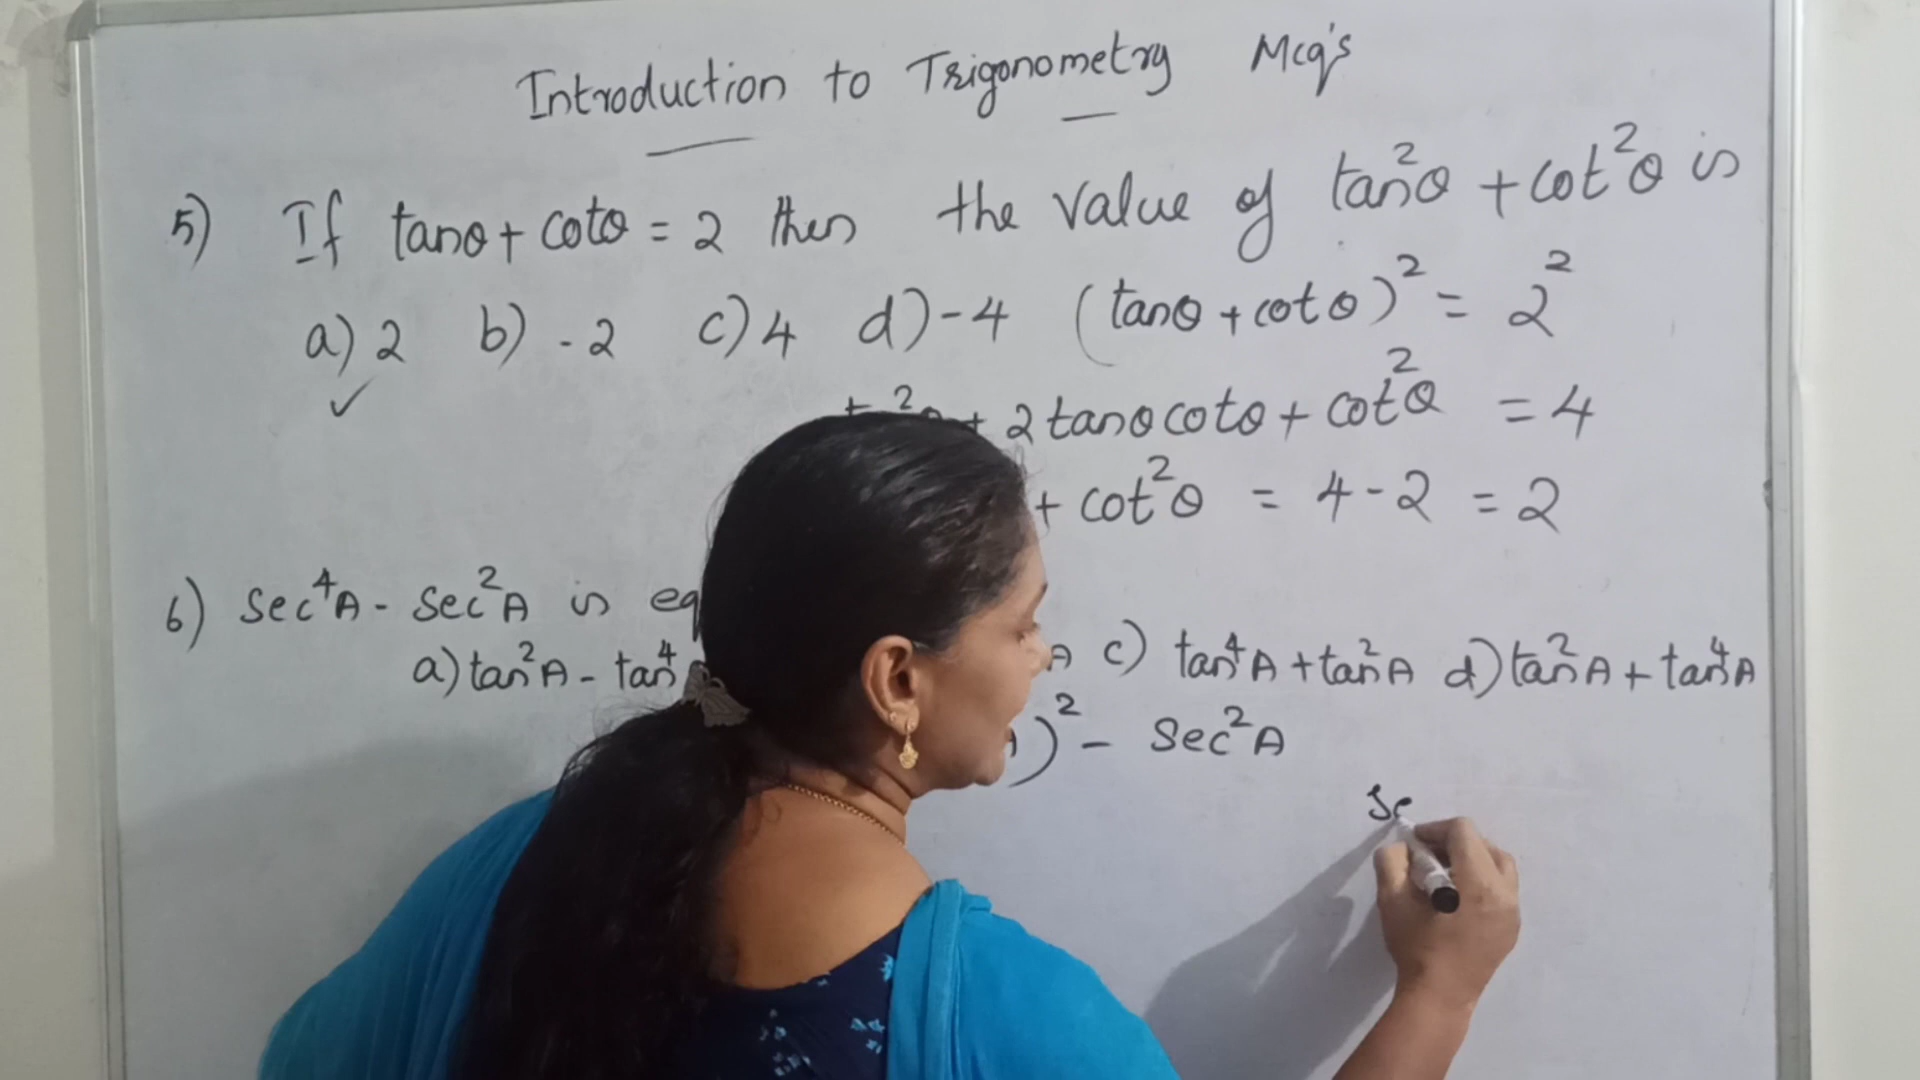 Introduction to Trigonometry Mcq's
5) If tanθ + cotθ = 2 then the value of tan²θ + cot²θ is
a) 2 b) -2 c) 4 d) -4 (tanθ + cotθ)² = 2²
✓
+ 2 tanθ cotθ + cot²θ = 4
+ cot²θ = 4 - 2 = 2
6) Sec⁴A - Sec²A is
a) tan²A - tan⁴ A c) tan⁴A + tan²A d) tan²A + tan⁴A
)² - Sec²A